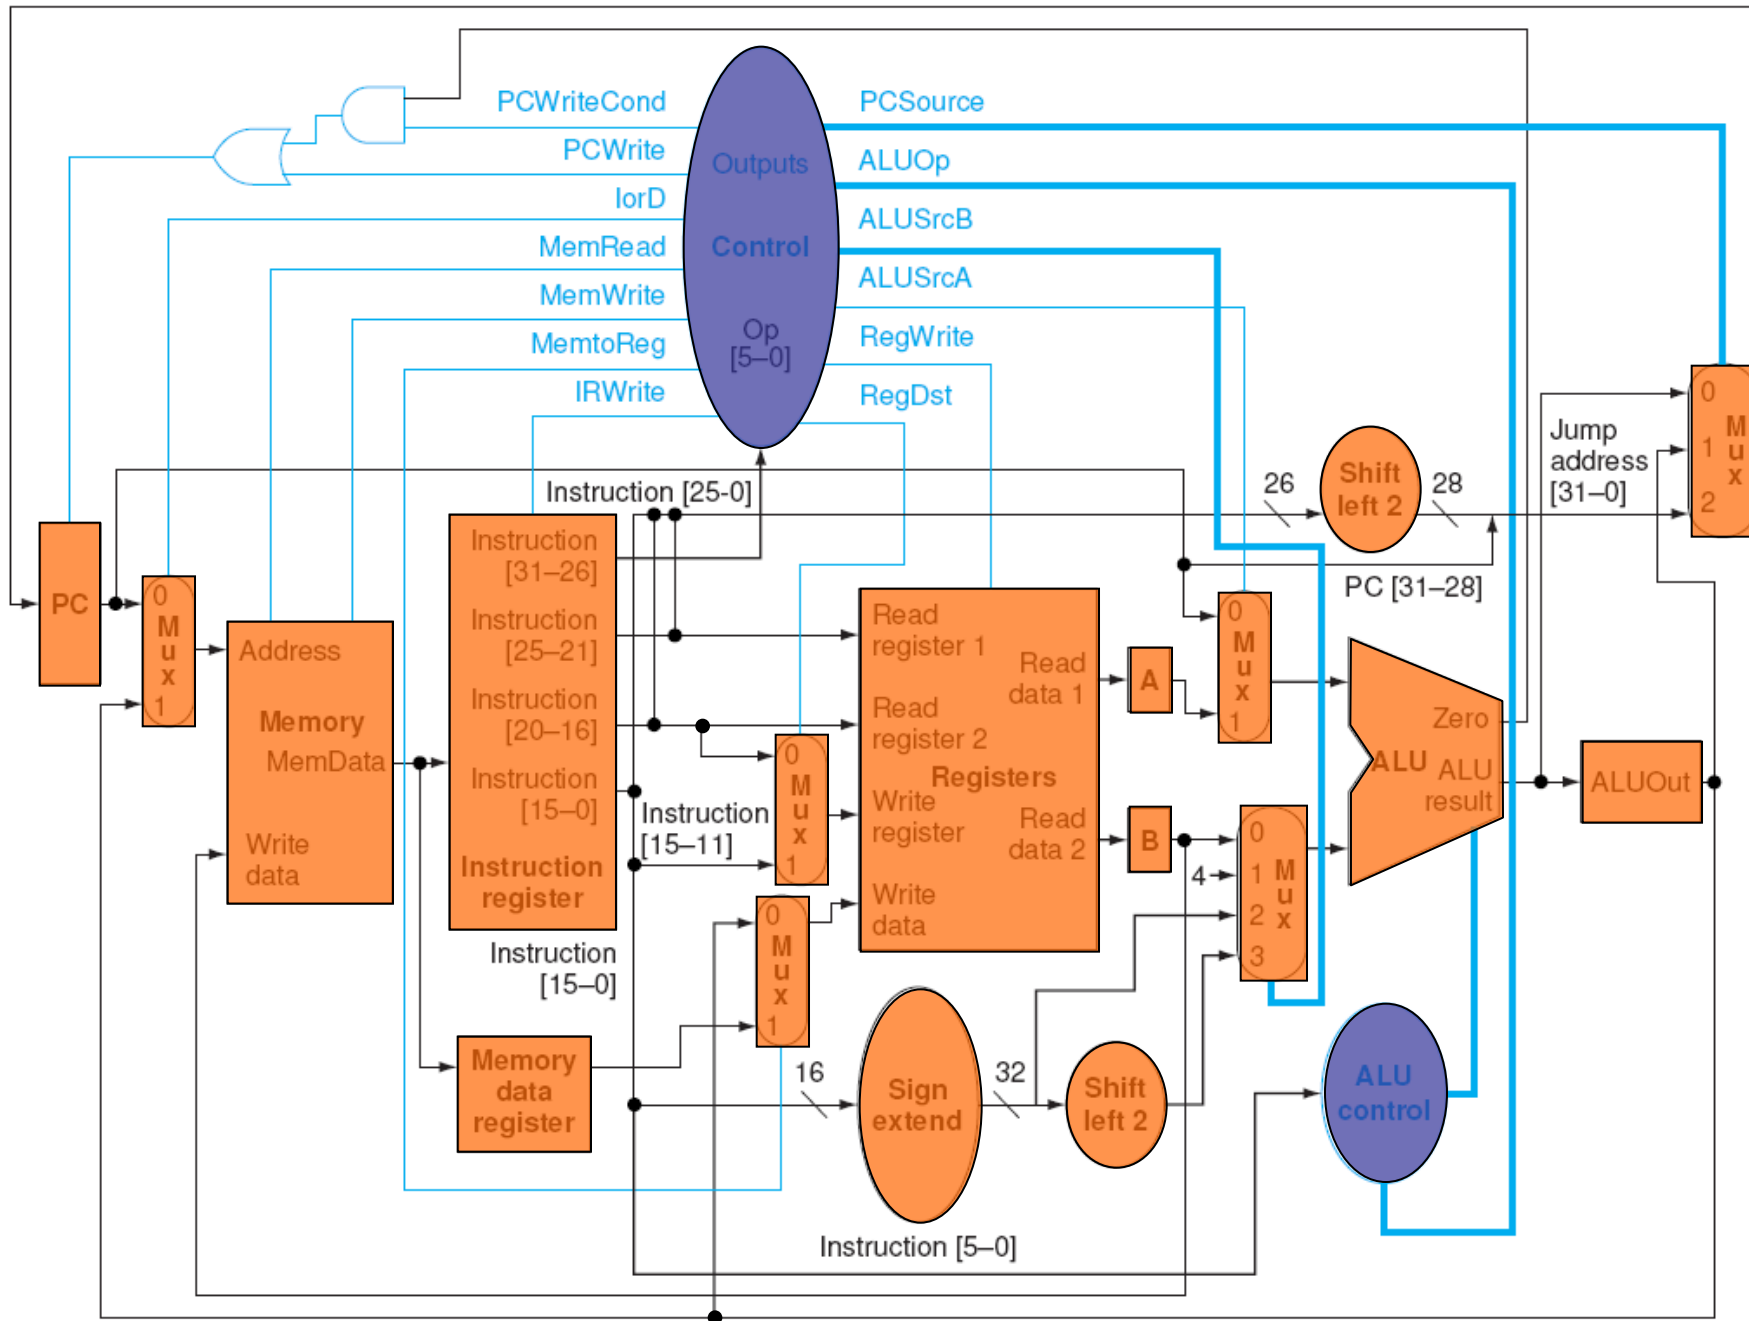 PCWriteCond
PCWrite
IorD
MemRead
MemWrite
MemtoReg
IRWrite
Outputs
Control
Op
[5–0]
PCSource
ALUOp
ALUSrcB
ALUSrcA
RegWrite
RegDst
Instruction [25-0]
26
Shift
left 2
28
Jump
address
[31–0]
0
1
2
M
u
x
PC [31–28]
PC
0
M
u
x
1
Address
Memory
MemData
Write
data
Instruction
[31–26]
Instruction
[25–21]
Instruction
[20–16]
Instruction
[15–0]
Instruction
register
Instruction
[15–0]
Instruction
[15–11]
0
M
u
x
1
0
M
u
x
1
Read
register 1
Read
data 1
Read
register 2
Registers
Write
register
Read
data 2
Write
data
A
B
0
M
u
x
1
4
0
1
2
3
M
u
x
Zero
ALU
ALU
result
ALUOut
Memory
data
register
16
Sign
extend
32
Shift
left 2
ALU
control
Instruction [5–0]